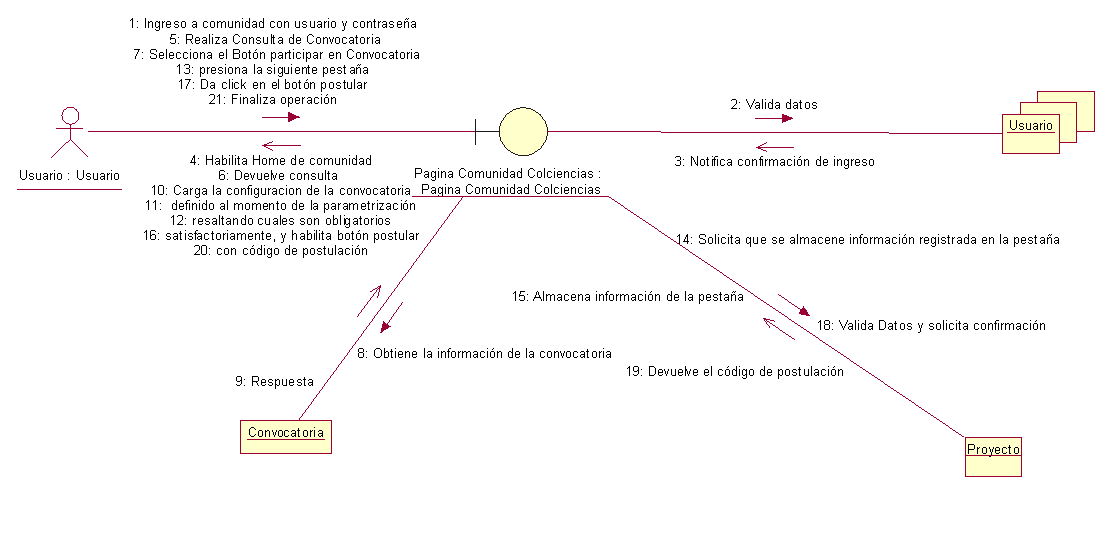 1: Ingreso a comunidad con usuario y contraseña
5: Realiza Consulta de Convocatoria
7: Selecciona el Botón participar en Convocatoria
13: presiona la siguiente pestaña
17: Da click en el botón postular
21: Finaliza operación
2: Valida datos
Usuario
3: Notifica confirmación de ingreso
Usuario : Usuario
4: Habilita Home de comunidad
6: Devuelve consulta
10: Carga la configuracion de la convocatoria
11: definido al momento de la parametrización
12: resaltando cuales son obligatorios
16: satisfactoriamente, y habilita botón postular
20: con código de postulación
Pagina Comunidad Colciencias :
Pagina Comunidad Colciencias
14: Solicita que se almacene información registrada en la pestaña
15: Almacena información de la pestaña
18: Valida Datos y solicita confirmación
8: Obtiene la información de la convocatoria
19: Devuelve el código de postulación
9: Respuesta
Convocatoria
Proyecto